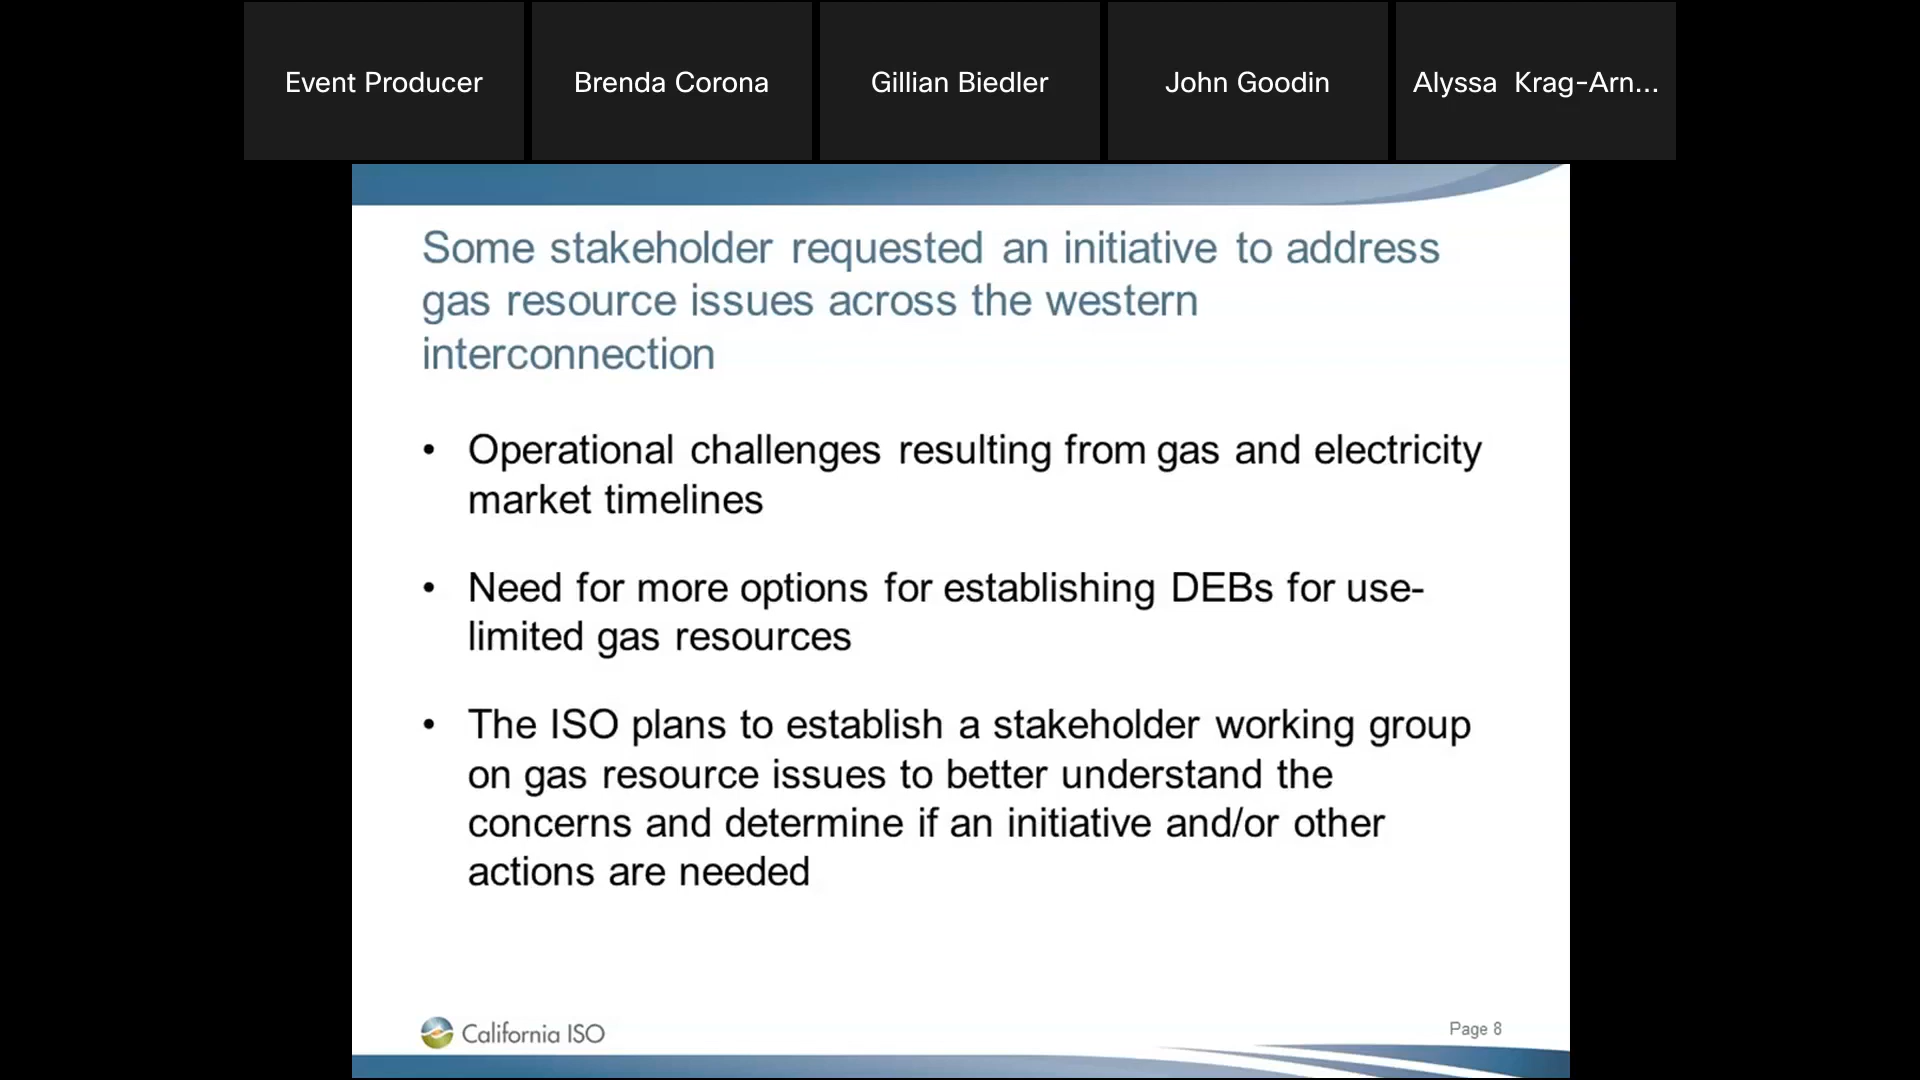 Event Producer
Brenda Corona
Gillian Biedler
John Goodin
Alyssa Krag-Arn...
Some stakeholder requested an initiative to address
gas resource issues across the western
interconnection
• Operational challenges resulting from gas and electricity
market timelines
• Need for more options for establishing DEBs for use-
limited gas resources
• The ISO plans to establish a stakeholder working group
on gas resource issues to better understand the
concerns and determine if an initiative and/or other
actions are needed
California ISO
Page 8